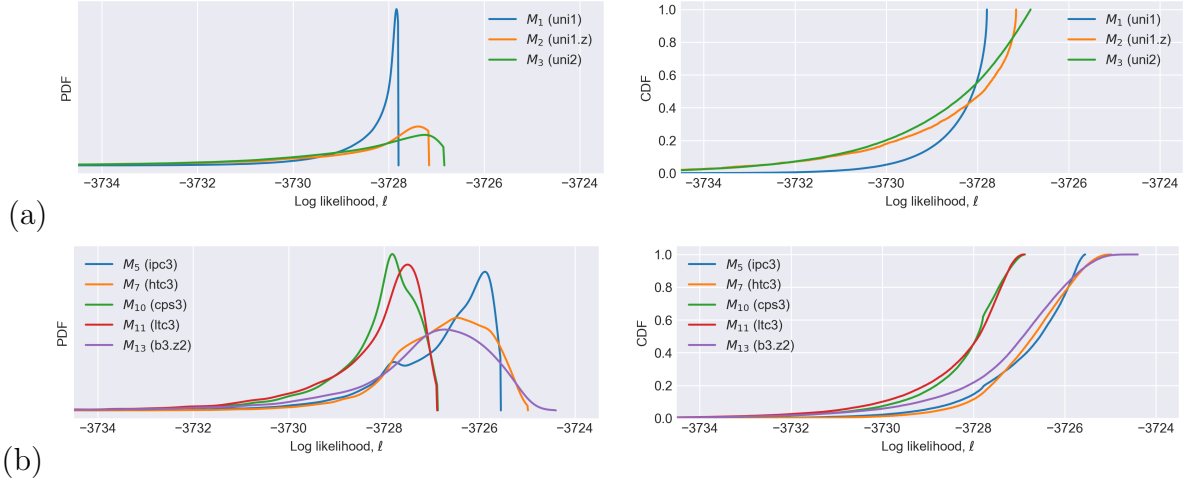 PDF
M₁ (uni1)
M₂ (uni1.z)
M₃ (uni2)
−3734 −3732 −3730 −3728 −3726 −3724
Log likelihood, ℓ
CDF
1.0
0.8
0.6
0.4
0.2
0.0
M₁ (uni1)
M₂ (uni1.z)
M₃ (uni2)
−3734 −3732 −3730 −3728 −3726 −3724
Log likelihood, ℓ
(a)
PDF
M₅ (ipc3)
M₇ (htc3)
M₁₀ (cps3)
M₁₁ (ltc3)
M₁₃ (b3.z2)
−3734 −3732 −3730 −3728 −3726 −3724
Log likelihood, ℓ
CDF
1.0
0.8
0.6
0.4
0.2
0.0
M₅ (ipc3)
M₇ (htc3)
M₁₀ (cps3)
M₁₁ (ltc3)
M₁₃ (b3.z2)
−3734 −3732 −3730 −3728 −3726 −3724
Log likelihood, ℓ
(b)